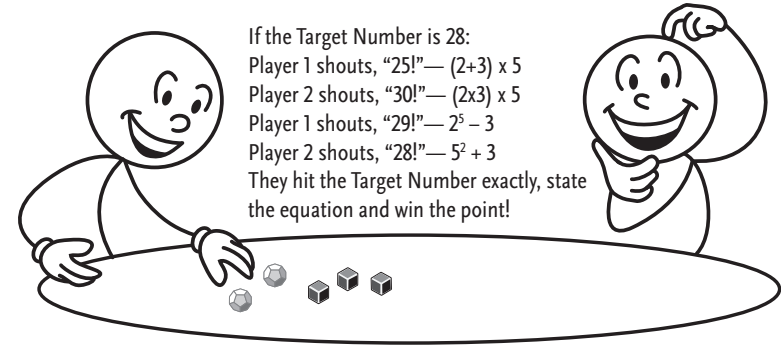 If the Target Number is 28:
Player 1 shouts, “25!”— (2+3) x 5
Player 2 shouts, “30!”— (2x3) x 5
Player 1 shouts, “29!”— 2⁵ – 3
Player 2 shouts, “28!”— 5² + 3
They hit the Target Number exactly, state
the equation and win the point!